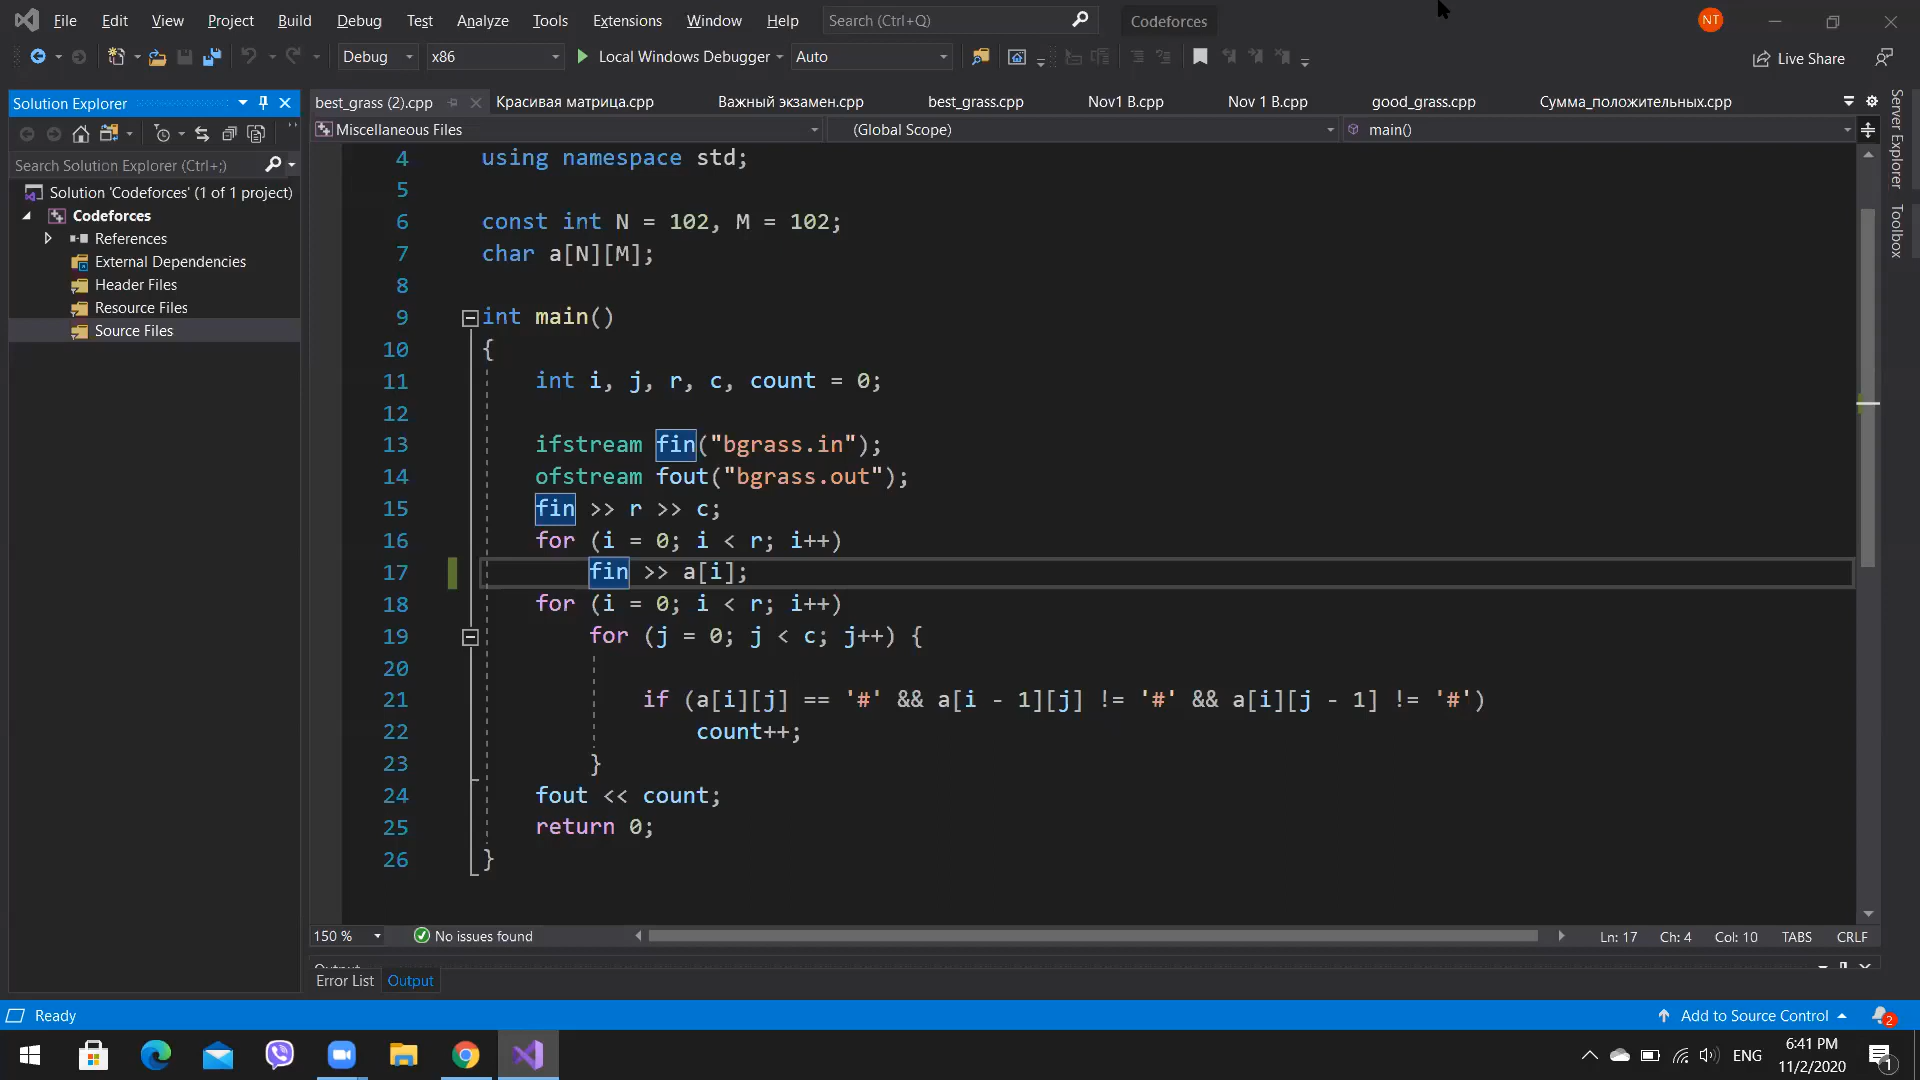 File Edit View Project Build Debug Test Analyze Tools Extensions Window Help Search (Ctrl+Q) Codeforces NT
Debug x86 Local Windows Debugger Auto Live Share
Solution Explorer
best_grass (2).cpp Красивая матрица.cpp Важный экзамен.cpp best_grass.cpp Nov1 B.cpp Nov 1 B.cpp good_grass.cpp Сумма_положительных.cpp
Miscellaneous Files (Global Scope) main()
Search Solution Explorer (Ctrl+;)
Solution 'Codeforces' (1 of 1 project)
Codeforces
References
External Dependencies
Header Files
Resource Files
Source Files
4 using namespace std;
5
6 const int N = 102, M = 102;
7 char a[N][M];
8
9 int main()
10 {
11 int i, j, r, c, count = 0;
12
13 ifstream fin("bgrass.in");
14 ofstream fout("bgrass.out");
15 fin >> r >> c;
16 for (i = 0; i < r; i++)
17 fin >> a[i];
18 for (i = 0; i < r; i++)
19 for (j = 0; j < c; j++) {
20
21 if (a[i][j] == '#' && a[i - 1][j] != '#' && a[i][j - 1] != '#')
22 count++;
23 }
24 fout << count;
25 return 0;
26 }
Server Explorer
Toolbox
150 % No issues found Ln: 17 Ch: 4 Col: 10 TABS CRLF
Output
Error List Output
Ready Add to Source Control 2
ENG 6:41 PM
11/2/2020 1